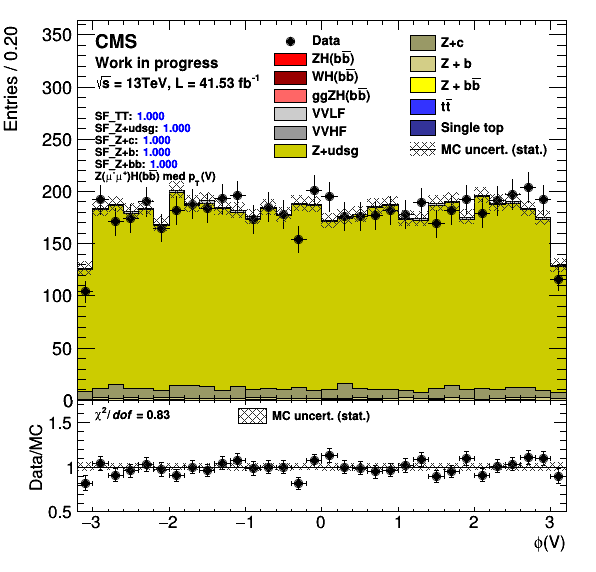 CMS
Work in progress
√s = 13TeV, L = 41.53 fb⁻¹
SF_TT: 1.000
SF_Z+udsg: 1.000
SF_Z+c: 1.000
SF_Z+b: 1.000
SF_Z+bb: 1.000
Z(μ⁻μ⁺)H(bb̅) med p_T(V)
Data
ZH(bb̅)
WH(bb̅)
ggZH(bb̅)
VVLF
VVHF
Z+udsg
Z+c
Z + b
Z + bb̅
tt̅
Single top
MC uncert. (stat.)
Entries / 0.20
350
300
250
200
150
100
50
0
χ²/dof = 0.83
MC uncert. (stat.)
Data/MC
1.5
1
0.5
−3 −2 −1 0 1 2 3
ϕ(V)